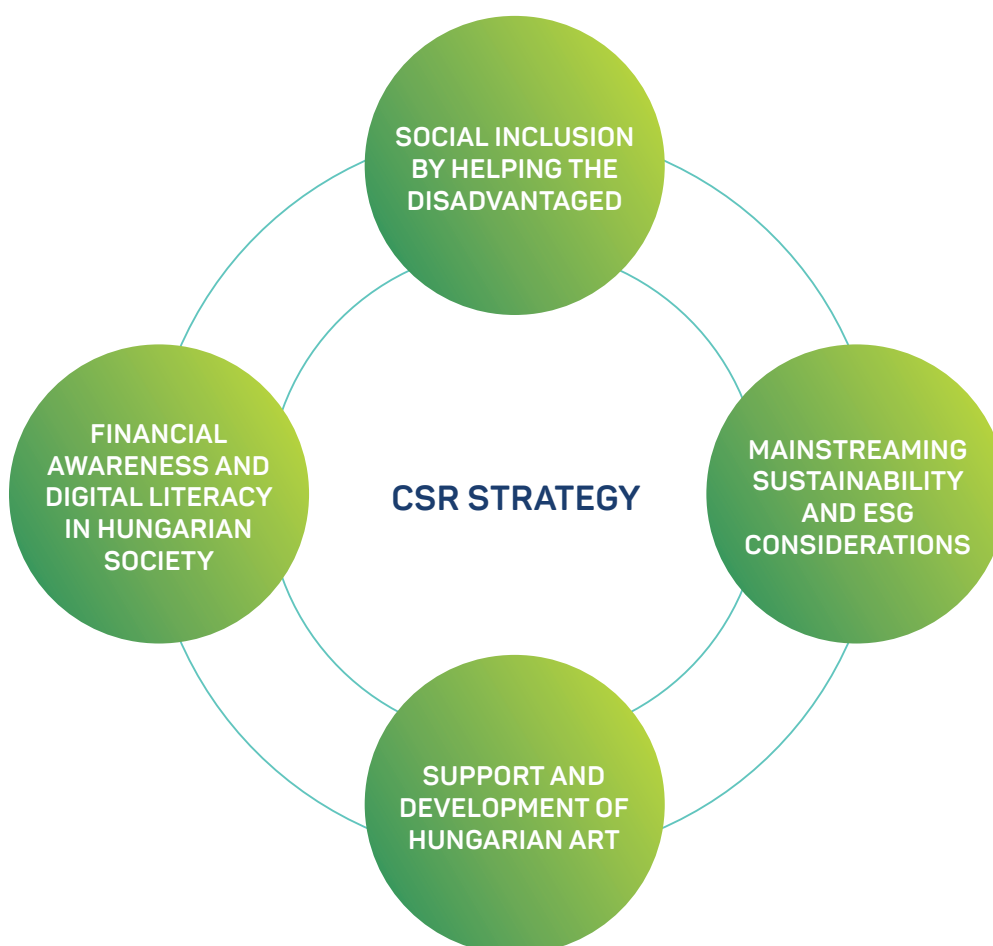 SOCIAL INCLUSION
BY HELPING THE
DISADVANTAGED
FINANCIAL
AWARENESS AND
DIGITAL LITERACY
IN HUNGARIAN
SOCIETY
CSR STRATEGY
MAINSTREAMING
SUSTAINABILITY
AND ESG
CONSIDERATIONS
SUPPORT AND
DEVELOPMENT OF
HUNGARIAN ART